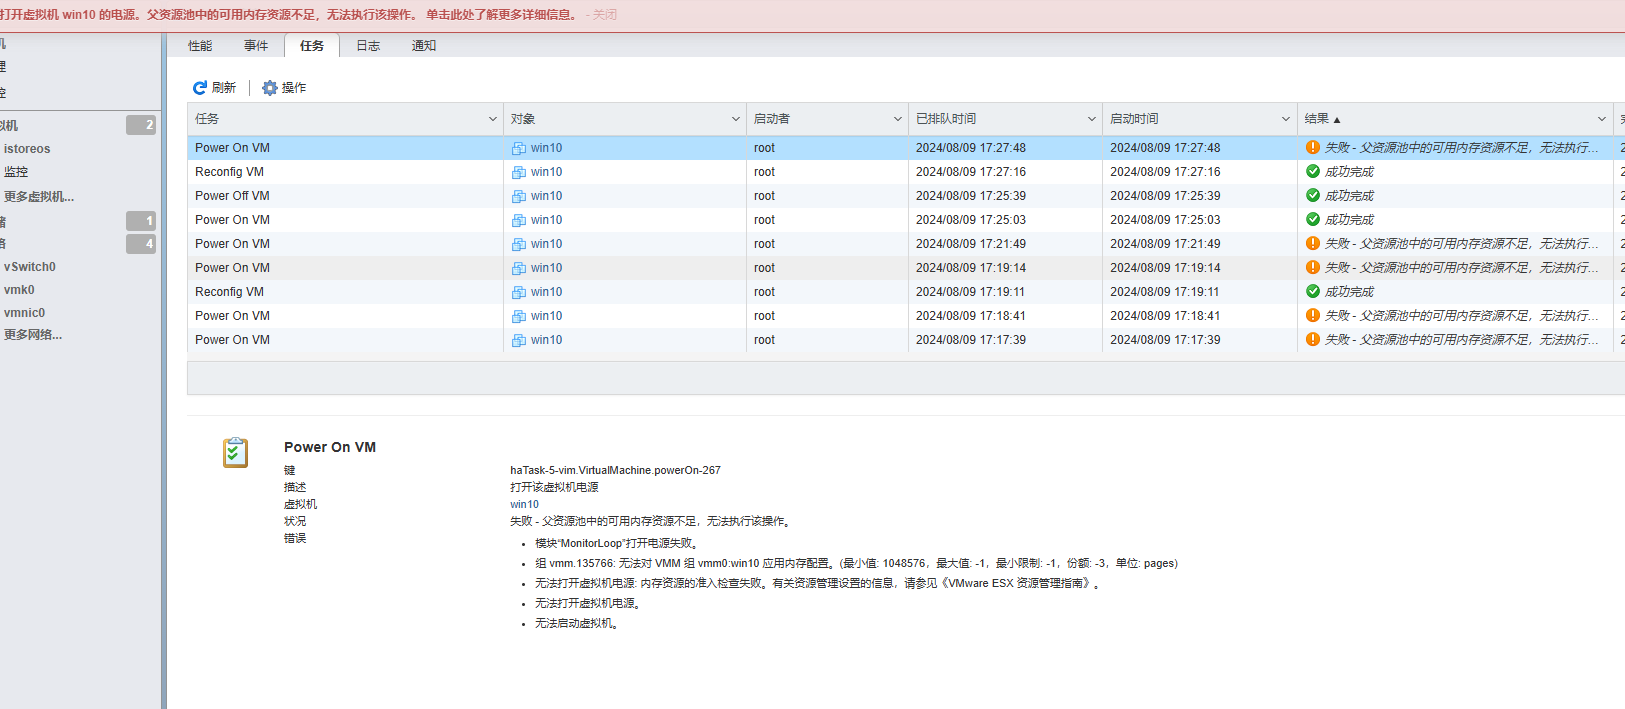 打开虚拟机 win10 的电源。父资源池中的可用内存资源不足，无法执行该操作。 单击此处了解更多详细信息。 - 关闭
机
理
控
拟机 2
istoreos
监控
更多虚拟机...
储 1
络 4
vSwitch0
vmk0
vmnic0
更多网络...
性能 事件 任务 日志 通知
刷新 操作
任务 对象 启动者 已排队时间 启动时间 结果 ▲
Power On VM win10 root 2024/08/09 17:27:48 2024/08/09 17:27:48 失败 - 父资源池中的可用内存资源不足，无法执行... 2
Reconfig VM win10 root 2024/08/09 17:27:16 2024/08/09 17:27:16 成功完成 2
Power Off VM win10 root 2024/08/09 17:25:39 2024/08/09 17:25:39 成功完成 2
Power On VM win10 root 2024/08/09 17:25:03 2024/08/09 17:25:03 成功完成 2
Power On VM win10 root 2024/08/09 17:21:49 2024/08/09 17:21:49 失败 - 父资源池中的可用内存资源不足，无法执行... 2
Power On VM win10 root 2024/08/09 17:19:14 2024/08/09 17:19:14 失败 - 父资源池中的可用内存资源不足，无法执行... 2
Reconfig VM win10 root 2024/08/09 17:19:11 2024/08/09 17:19:11 成功完成 2
Power On VM win10 root 2024/08/09 17:18:41 2024/08/09 17:18:41 失败 - 父资源池中的可用内存资源不足，无法执行... 2
Power On VM win10 root 2024/08/09 17:17:39 2024/08/09 17:17:39 失败 - 父资源池中的可用内存资源不足，无法执行... 2
Power On VM
键 haTask-5-vim.VirtualMachine.powerOn-267
描述 打开该虚拟机电源
虚拟机 win10
状况 失败 - 父资源池中的可用内存资源不足，无法执行该操作。
错误
• 模块“MonitorLoop”打开电源失败。
• 组 vmm.135766: 无法对 VMM 组 vmm0:win10 应用内存配置。(最小值: 1048576，最大值: -1，最小限制: -1，份额: -3，单位: pages)
• 无法打开虚拟机电源: 内存资源的准入检查失败。有关资源管理设置的信息，请参见《VMware ESX 资源管理指南》。
• 无法打开虚拟机电源。
• 无法启动虚拟机。